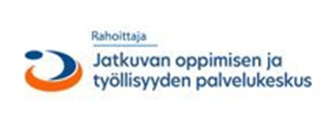 Rahoittaja
Jatkuvan oppimisen ja
työllisyyden palvelukeskus